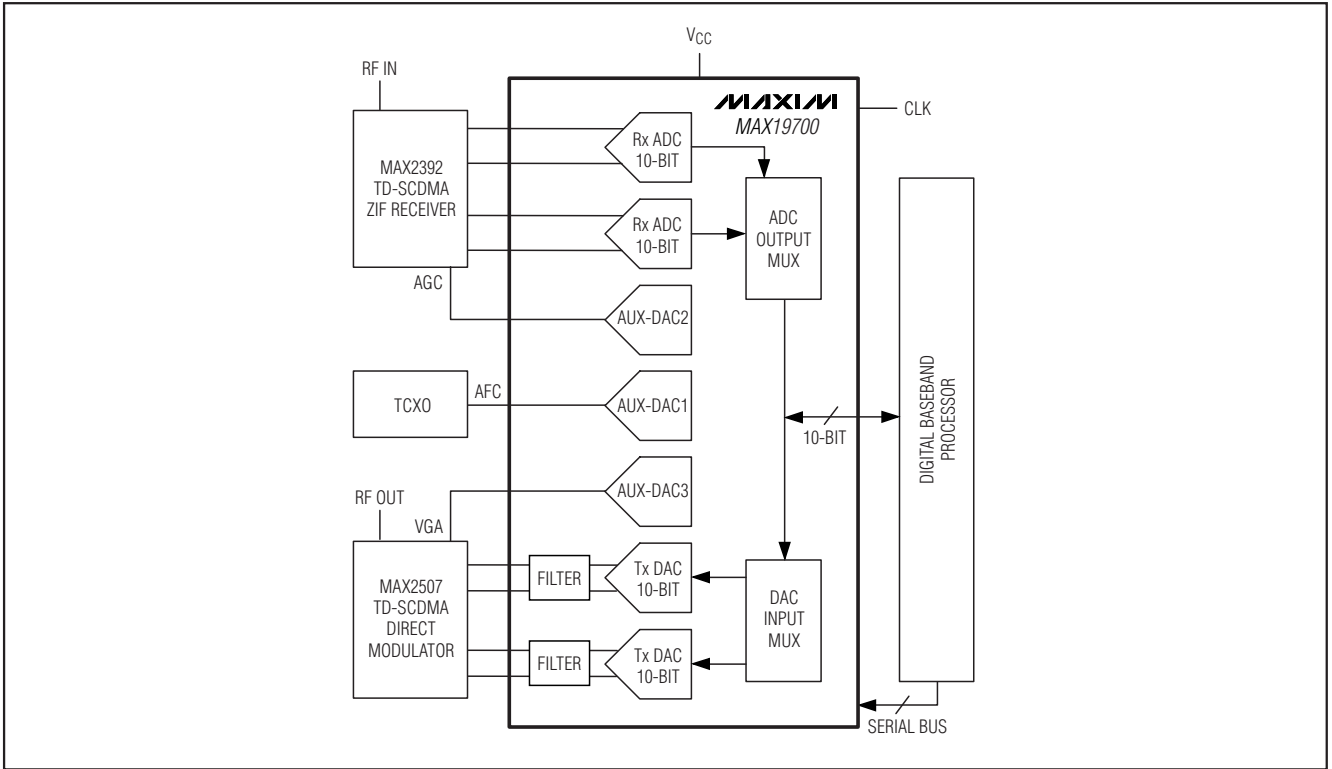 VCC
RF IN
MAXIM
MAX19700
CLK
Rx ADC
10-BIT
MAX2392
TD-SCDMA
ZIF RECEIVER
Rx ADC
10-BIT
ADC
OUTPUT
MUX
AGC
AUX-DAC2
TCXO
AFC
AUX-DAC1
10-BIT
DIGITAL BASEBAND
PROCESSOR
AUX-DAC3
RF OUT
VGA
MAX2507
TD-SCDMA
DIRECT
MODULATOR
FILTER
Tx DAC
10-BIT
DAC
INPUT
MUX
FILTER
Tx DAC
10-BIT
SERIAL BUS